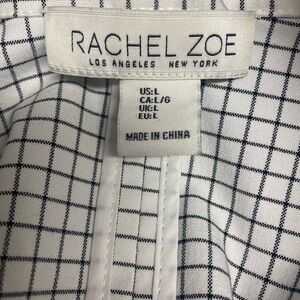 RACHEL ZOE
LOS ANGELES NEW YORK
US:L
CA:L/G
UK:L
EU:L
MADE IN CHINA